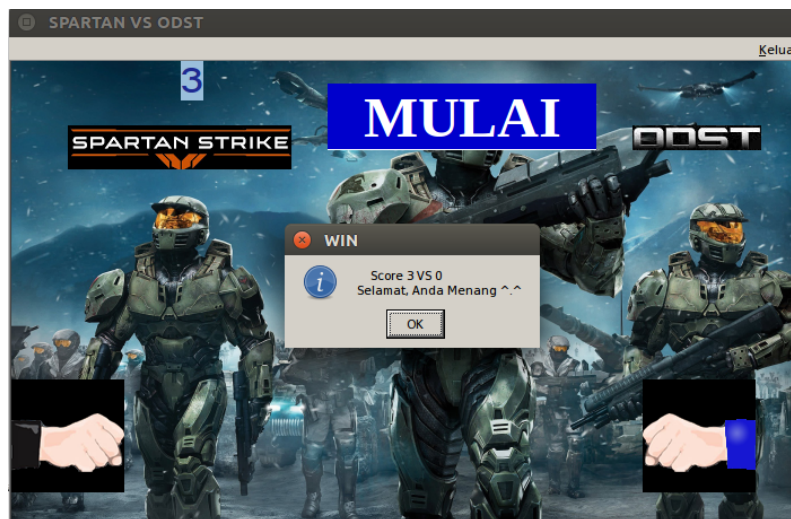 SPARTAN VS ODST
Kelua
3
MULAI
SPARTAN STRIKE
ODST
WIN
Score 3 VS 0
Selamat, Anda Menang ^.^
OK